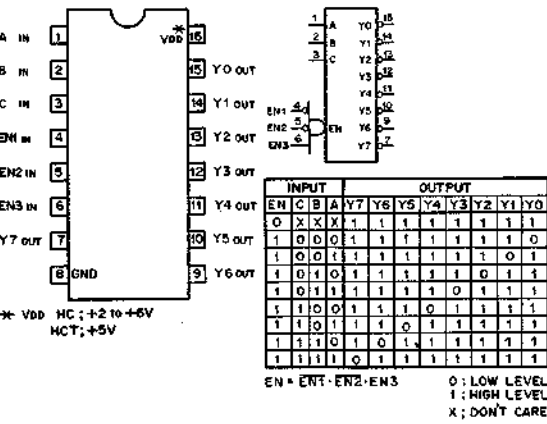 A IN 1 * VDD 16
B IN 2 15 Y0 OUT
C IN 3 14 Y1 OUT
EN1 IN 4 13 Y2 OUT
EN2 IN 5 12 Y3 OUT
EN3 IN 6 11 Y4 OUT
Y7 OUT 7 10 Y5 OUT
8 GND 9 Y6 OUT
* VDD HC ; +2 TO +6V
HCT ; +5V
1 A Y0 15
2 B Y1 14
3 C Y2 13
Y3 12
Y4 11
EN1 4 Y5 10
EN2 5 EN Y6 9
EN3 6 Y7 7
INPUT OUTPUT
EN C B A Y7 Y6 Y5 Y4 Y3 Y2 Y1 Y0
0 X X X 1 1 1 1 1 1 1 1
1 0 0 0 1 1 1 1 1 1 1 0
1 0 0 1 1 1 1 1 1 1 0 1
1 0 1 0 1 1 1 1 1 0 1 1
1 0 1 1 1 1 1 1 0 1 1 1
1 1 0 0 1 1 1 0 1 1 1 1
1 1 0 1 1 1 0 1 1 1 1 1
1 1 1 0 1 0 1 1 1 1 1 1
1 1 1 1 0 1 1 1 1 1 1 1
EN = E̅N̅1̅·E̅N̅2̅·EN3
0 ; LOW LEVEL
1 ; HIGH LEVEL
X ; DON'T CARE